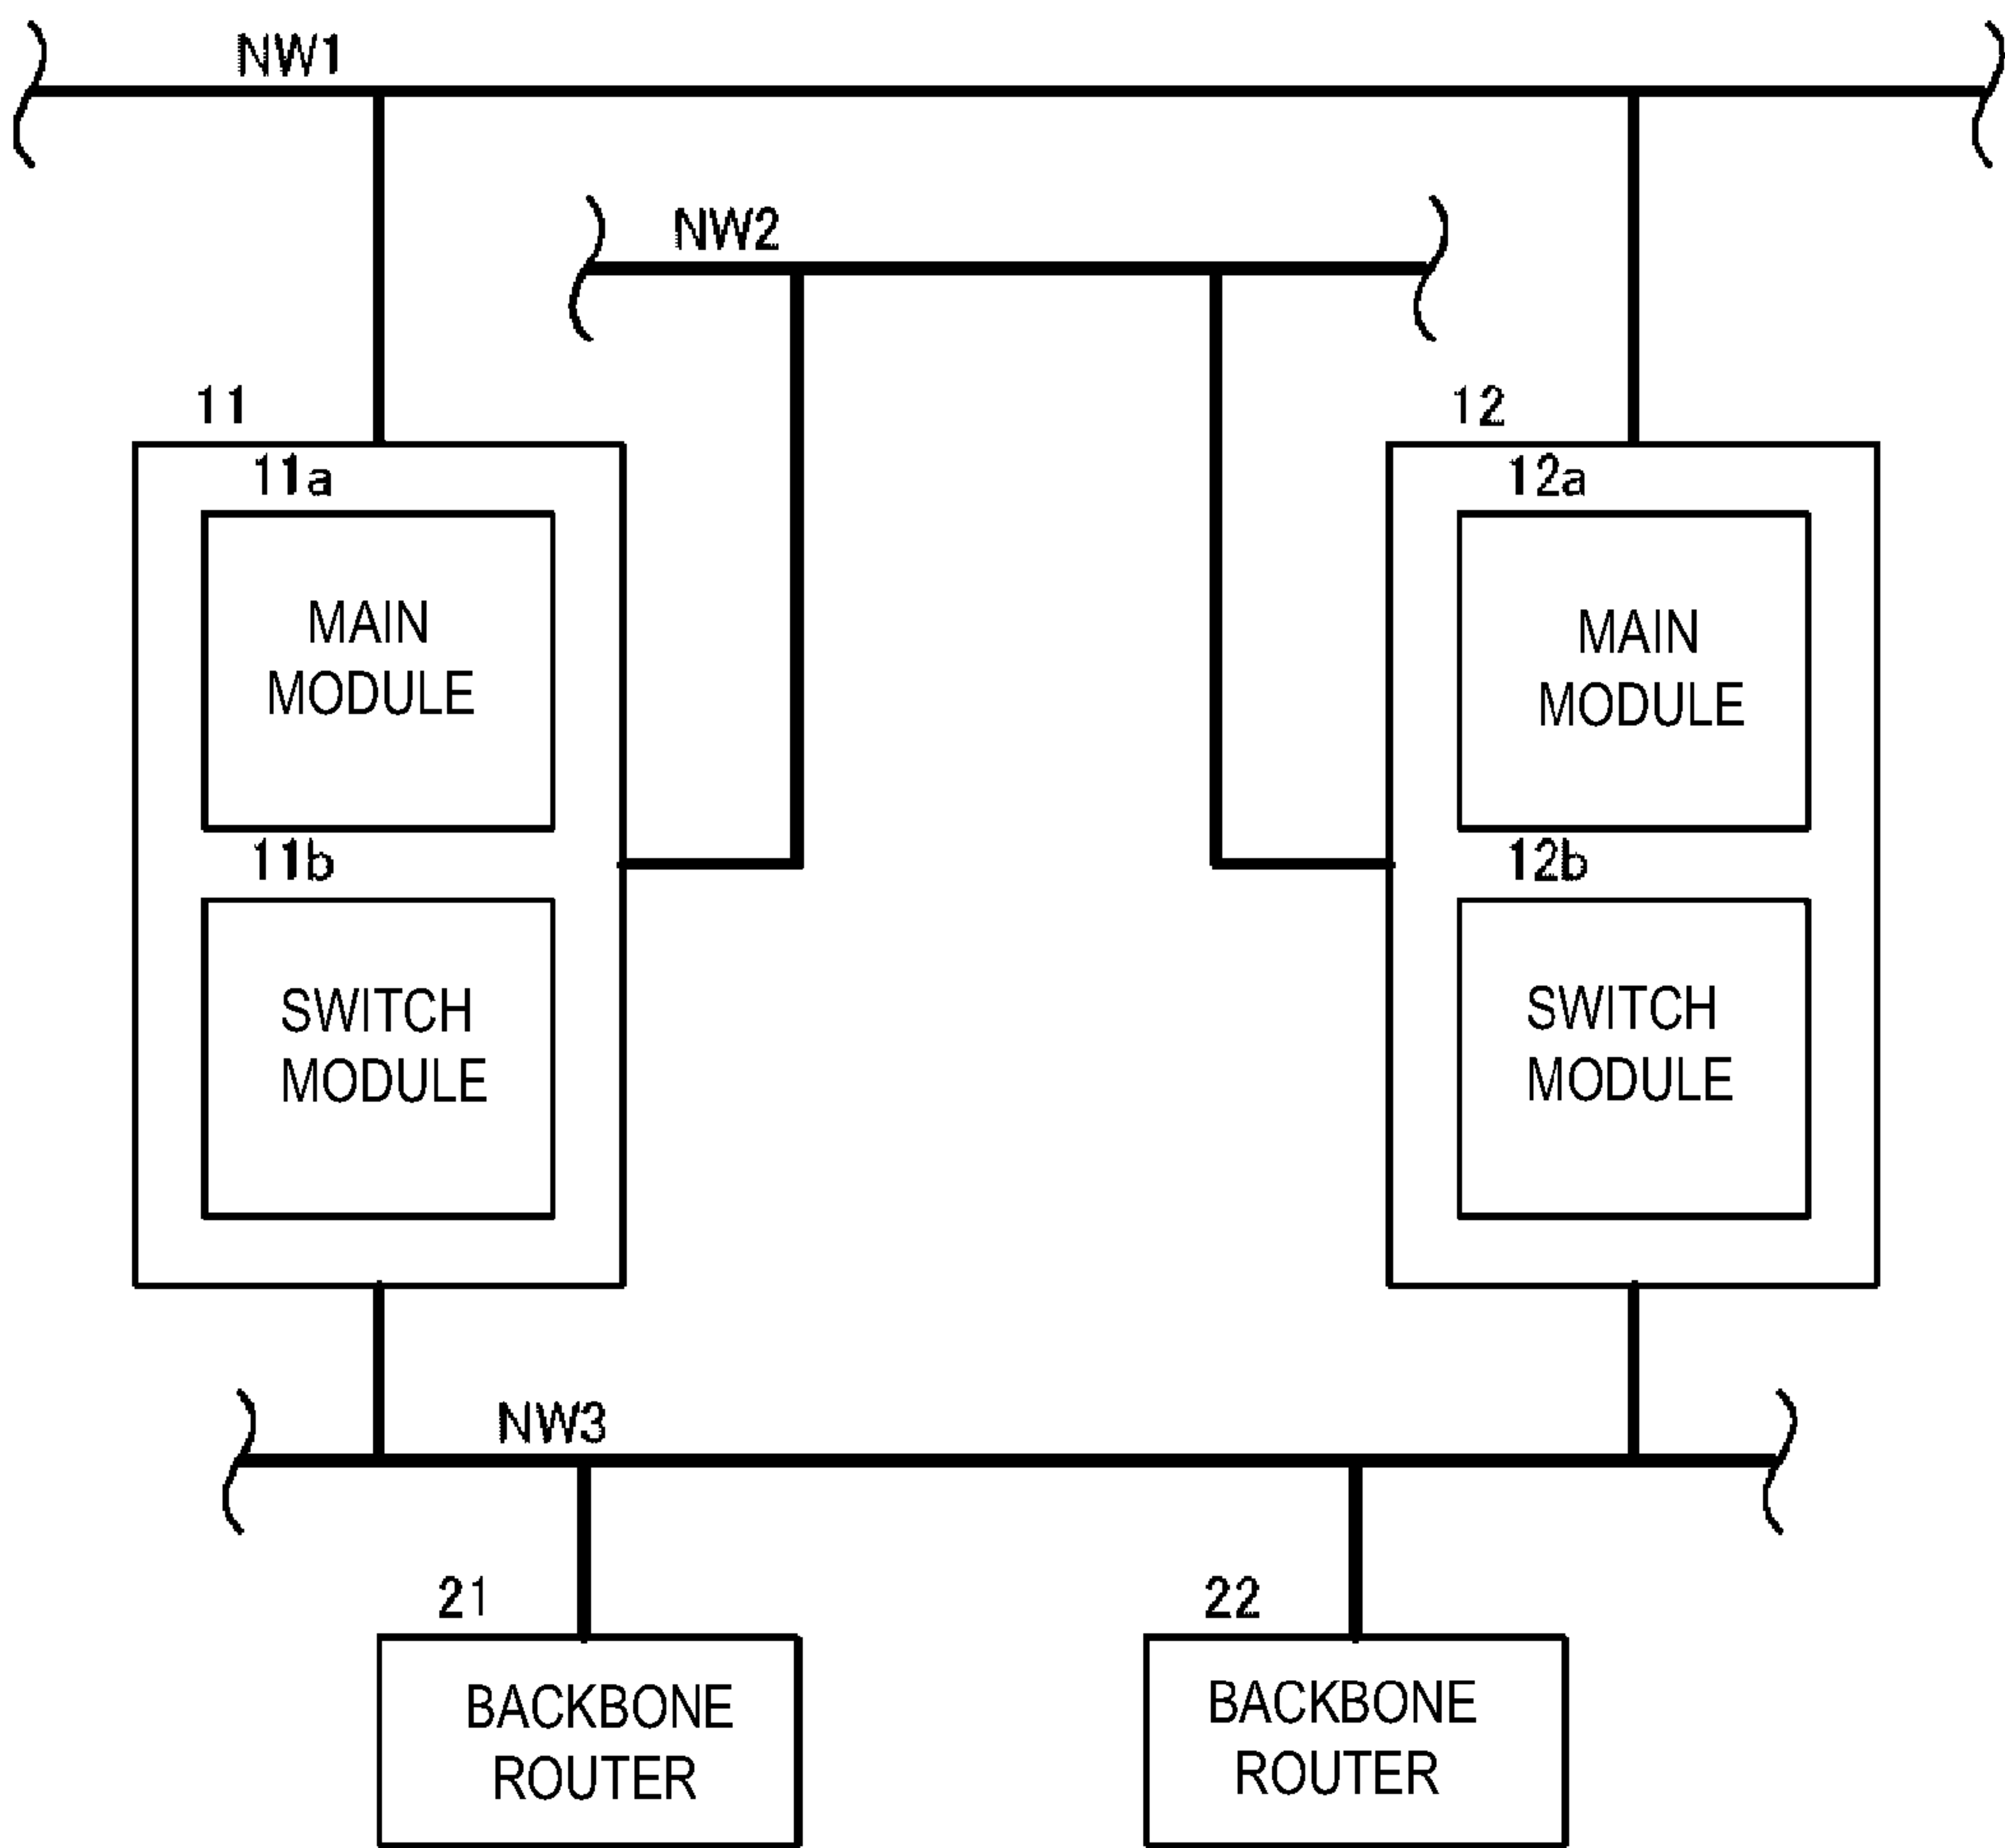 NW1
NW2
11
12
11a
12a
MAIN
MODULE
MAIN
MODULE
11b
12b
SWITCH
MODULE
SWITCH
MODULE
NW3
21
22
BACKBONE
ROUTER
BACKBONE
ROUTER